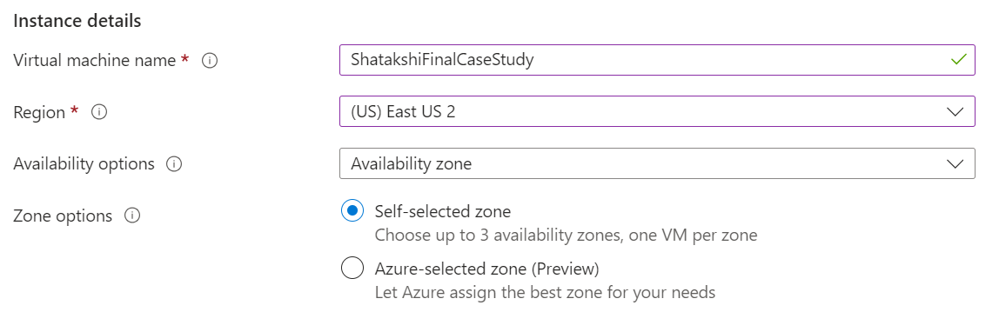 Instance details
Virtual machine name *
ShatakshiFinalCaseStudy
Region *
(US) East US 2
Availability options
Availability zone
Zone options
Self-selected zone
Choose up to 3 availability zones, one VM per zone
Azure-selected zone (Preview)
Let Azure assign the best zone for your needs